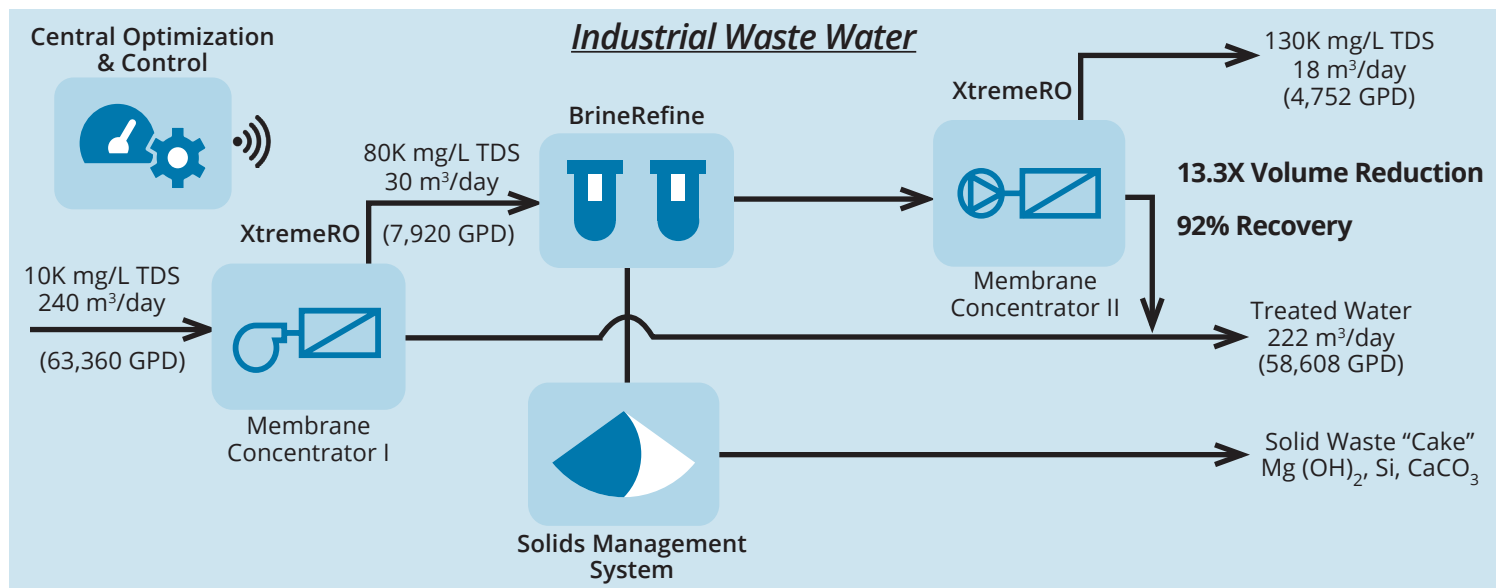 Central Optimization
& Control
Industrial Waste Water
130K mg/L TDS
18 m³/day
(4,752 GPD)
XtremeRO
BrineRefine
80K mg/L TDS
30 m³/day
(7,920 GPD)
13.3X Volume Reduction
92% Recovery
XtremeRO
10K mg/L TDS
240 m³/day
(63,360 GPD)
Membrane
Concentrator II
Treated Water
222 m³/day
(58,608 GPD)
Membrane
Concentrator I
Solid Waste “Cake”
Mg (OH)₂, Si, CaCO₃
Solids Management
System